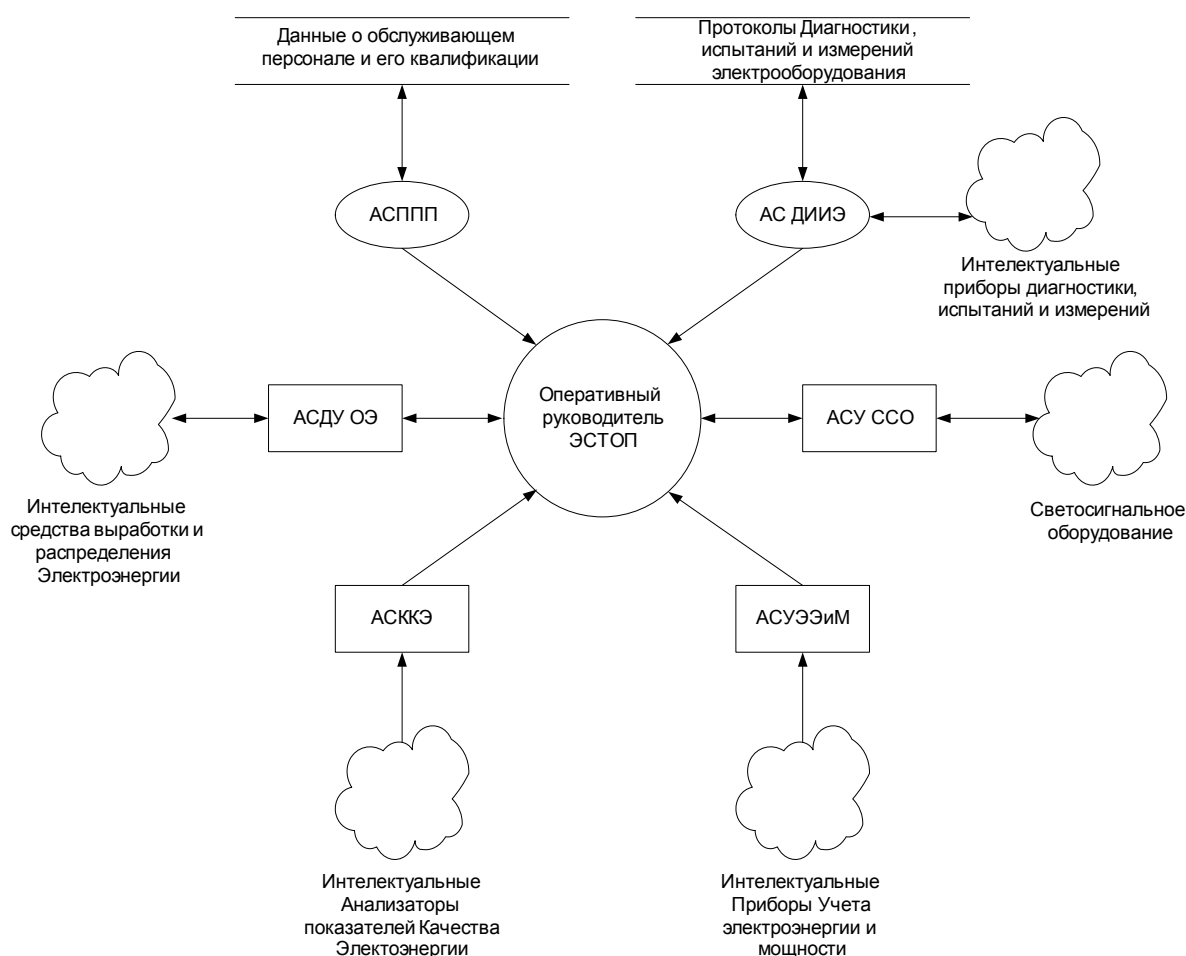 Данные о обслуживающем
персонале и его квалификации
Протоколы Диагностики,
испытаний и измерений
электрооборудования
АСППП
АС ДИИЭ
Интелектуальные
приборы диагностики,
испытаний и измерений
Оперативный
руководитель
ЭСТОП
АСДУ ОЭ
АСУ ССО
Интелектуальные
средства выработки и
распределения
Электроэнергии
Светосигнальное
оборудование
АСККЭ
АСУЭЭиМ
Интелектуальные
Анализаторы
показателей Качества
Электоэнергии
Интелектуальные
Приборы Учета
электроэнергии и
мощности